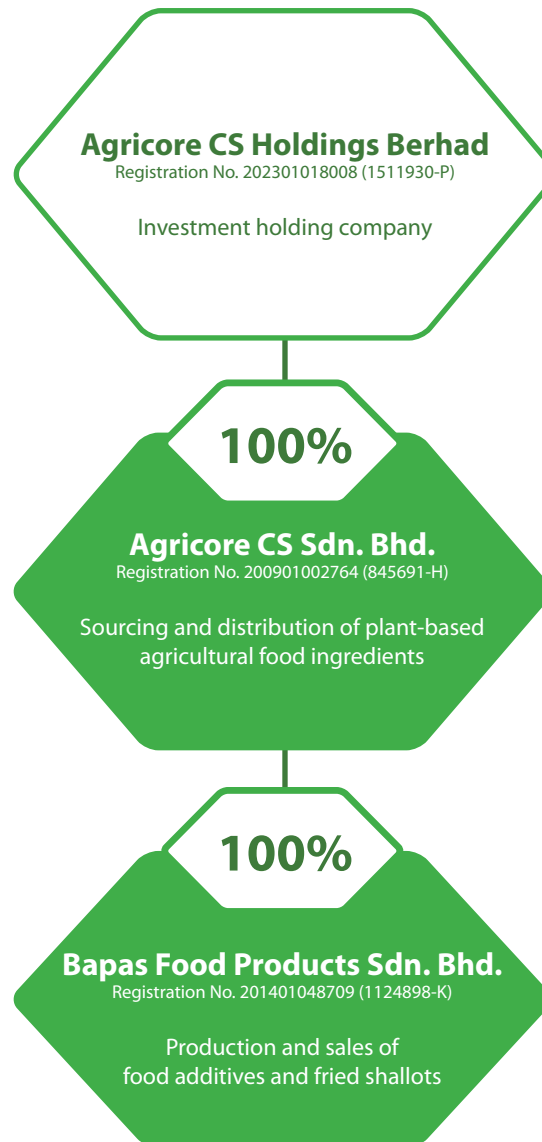 Agricore CS Holdings Berhad
Registration No. 202301018008 (1511930-P)
Investment holding company
100%
Agricore CS Sdn. Bhd.
Registration No. 200901002764 (845691-H)
Sourcing and distribution of plant-based
agricultural food ingredients
100%
Bapas Food Products Sdn. Bhd.
Registration No. 201401048709 (1124898-K)
Production and sales of
food additives and fried shallots